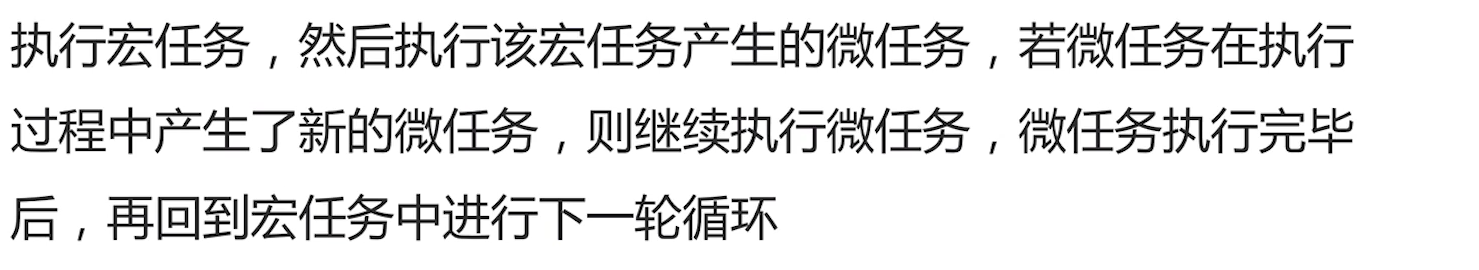 执行宏任务，然后执行该宏任务产生的微任务，若微任务在执行
过程中产生了新的微任务，则继续执行微任务，微任务执行完毕
后，再回到宏任务中进行下一轮循环